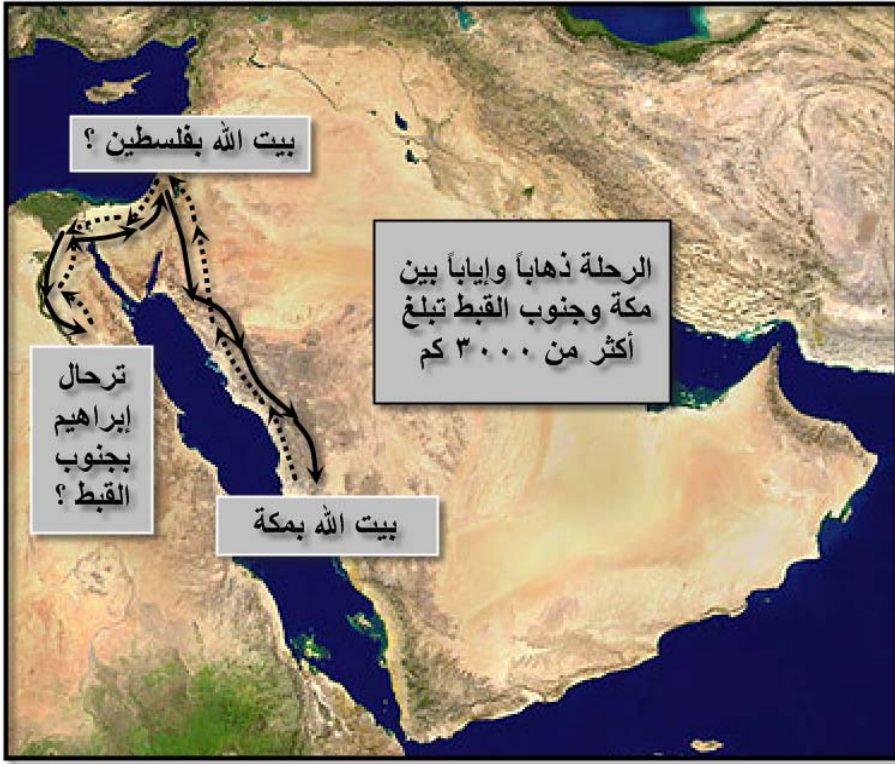 بيت الله بفلسطين ؟
الرحلة ذهاباً وإياباً بين
مكة وجنوب القبط تبلغ
أكثر من ٣٠٠٠ كم
ترحال
إبراهيم
بجنوب
القبط ؟
بيت الله بمكة